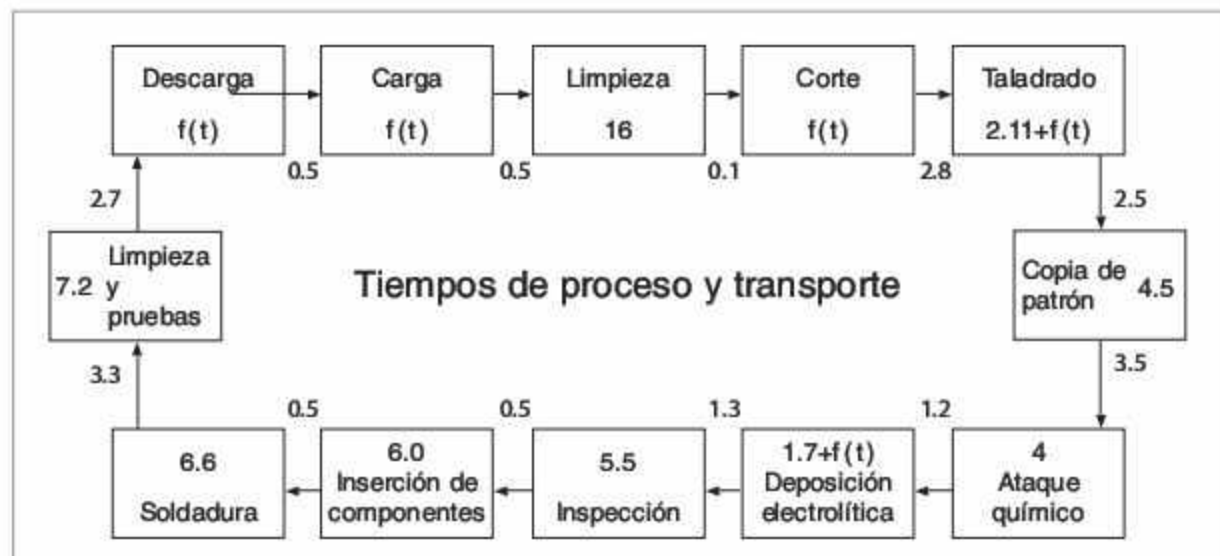 Descarga
f(t)
Carga
f(t)
Limpieza
16
Corte
f(t)
Taladrado
2.11+f(t)
0.5
0.5
0.1
2.8
2.7
2.5
7.2
Limpieza
y
pruebas
Tiempos de proceso y transporte
Copia de
patrón
4.5
3.3
3.5
0.5
0.5
1.3
1.2
6.6
Soldadura
6.0
Inserción de
componentes
5.5
Inspección
1.7+f(t)
Deposición
electrolítica
4
Ataque
químico